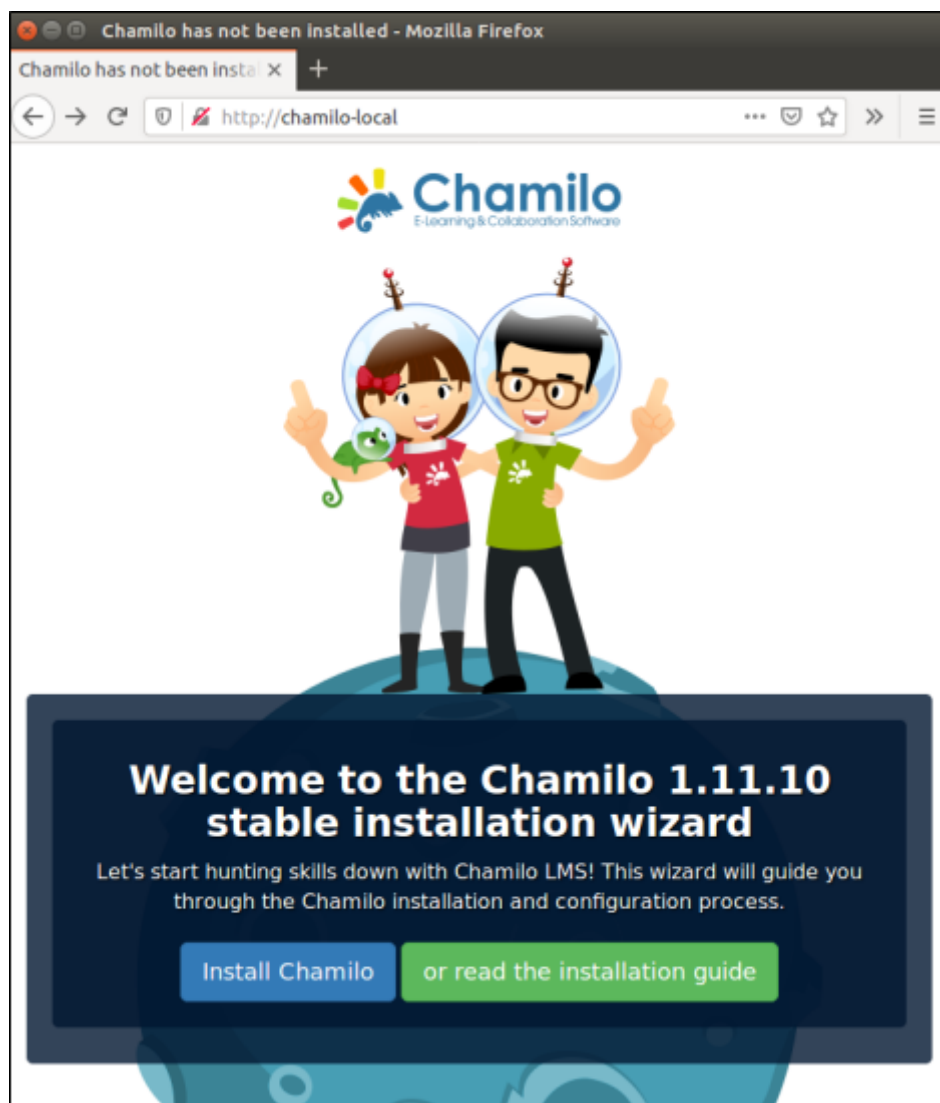 Chamilo has not been installed - Mozilla Firefox
Chamilo has not been instal
http://chamilo-local
Chamilo
E-Learning & Collaboration Software
Welcome to the Chamilo 1.11.10
stable installation wizard
Let's start hunting skills down with Chamilo LMS! This wizard will guide you
through the Chamilo installation and configuration process.
Install Chamilo
or read the installation guide